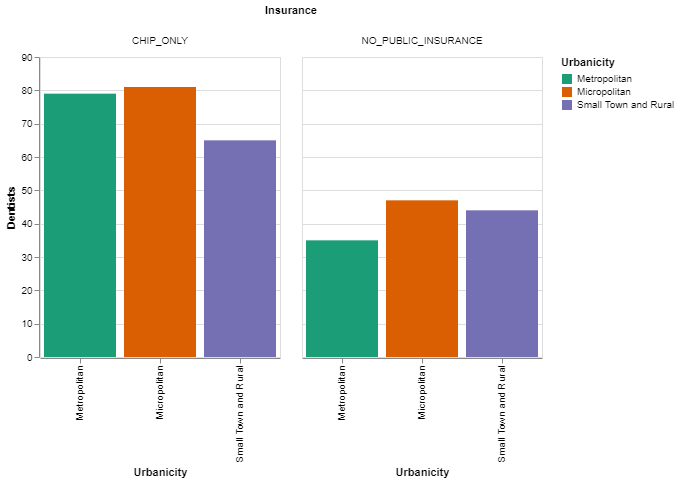 Insurance
CHIP_ONLY
NO_PUBLIC_INSURANCE
Dentists
90
80
70
60
50
40
30
20
10
0
Metropolitan
Micropolitan
Small Town and Rural
Metropolitan
Micropolitan
Small Town and Rural
Urbanicity
Urbanicity
Urbanicity
Metropolitan
Micropolitan
Small Town and Rural